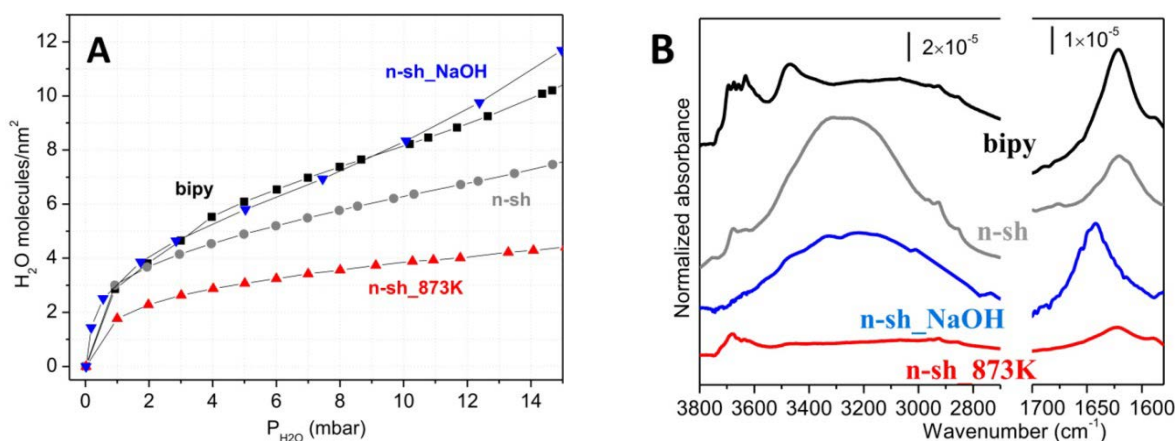 A
n-sh_NaOH
bipy
n-sh
n-sh_873K
H₂O molecules/nm²
12
10
8
6
4
2
0
0 2 4 6 8 10 12 14
P_H2O (mbar)
B
2×10⁻⁵
1×10⁻⁵
bipy
n-sh
n-sh_NaOH
n-sh_873K
Normalized absorbance
3800 3600 3400 3200 3000 2800 1700 1650 1600
Wavenumber (cm⁻¹)